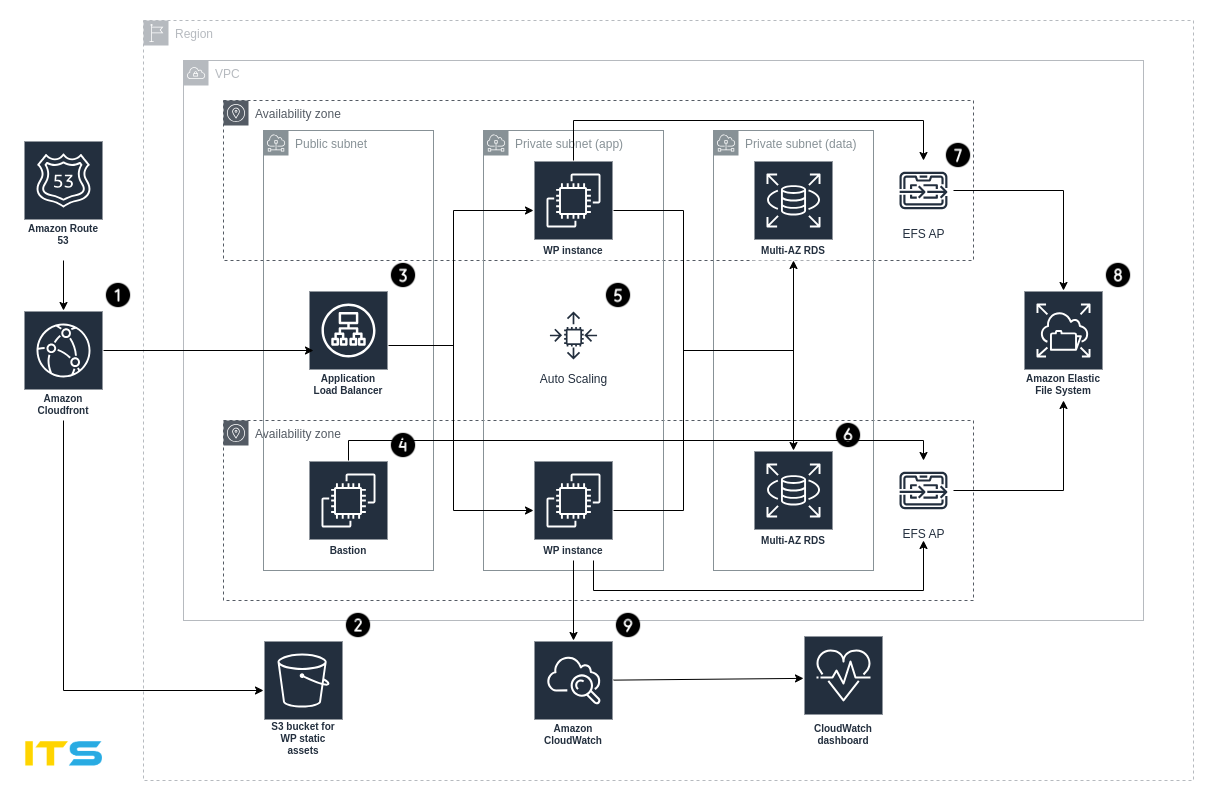 Region
VPC
Availability zone
Public subnet
Private subnet (app)
Private subnet (data)
7
53
Amazon Route
53
WP instance
Multi-AZ RDS
EFS AP
1
3
5
8
Application
Load Balancer
Auto Scaling
Amazon Elastic
File System
Amazon
Cloudfront
Availability zone
4
6
Bastion
WP instance
Multi-AZ RDS
EFS AP
2
9
S3 bucket for
WP static
assets
Amazon
CloudWatch
CloudWatch
dashboard
ITS